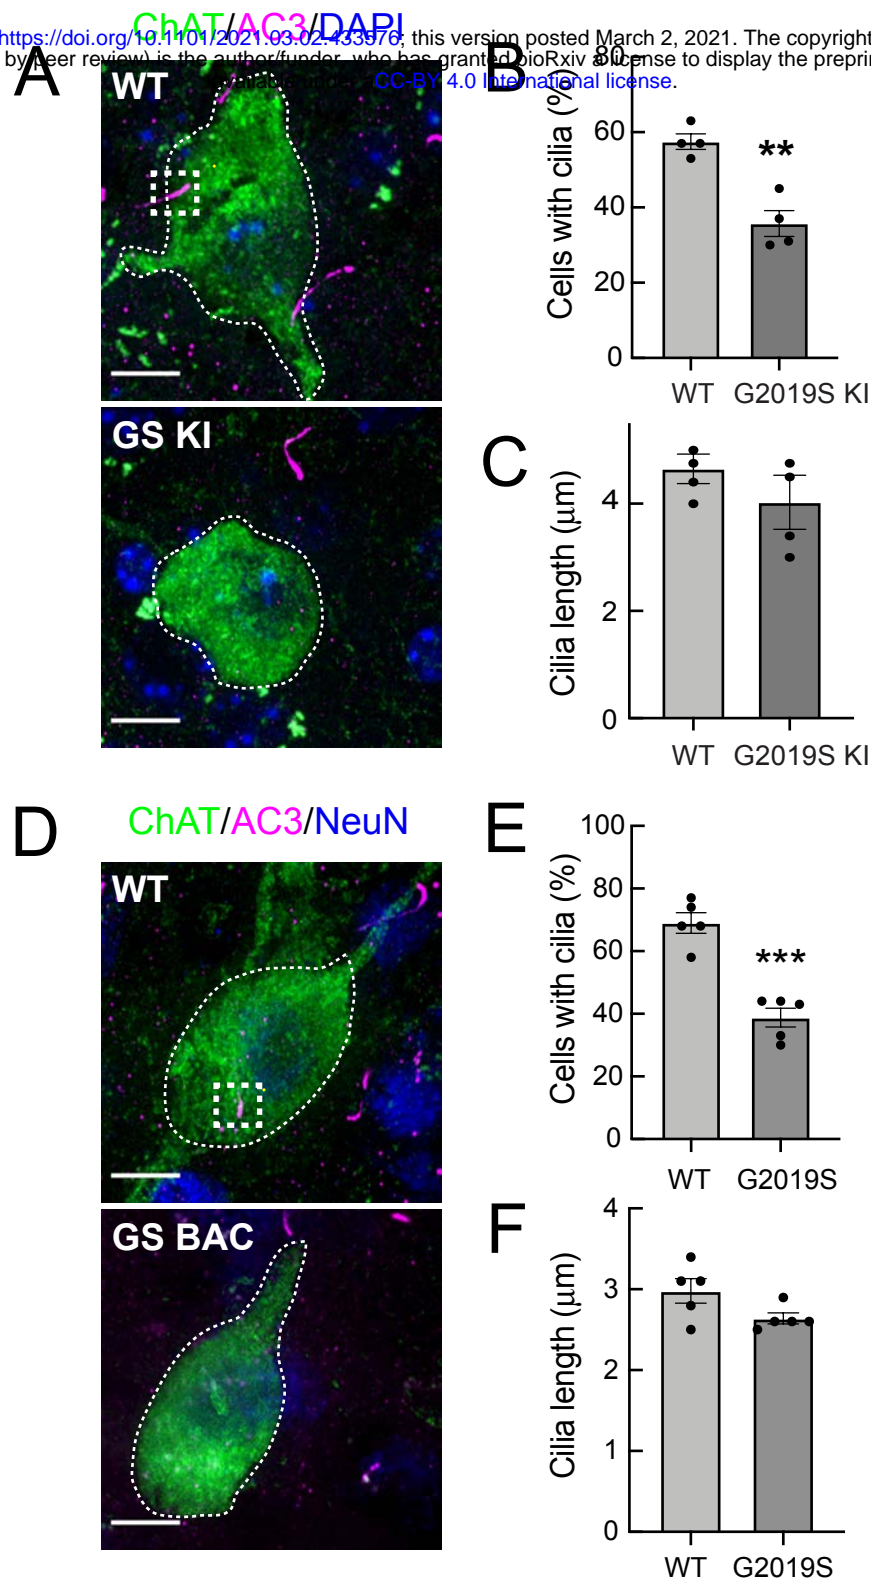 ChAT/AC3/DAPI
https://doi.org/10.1101/2021.03.02.433576; this version posted March 2, 2021. The copyright
by peer review) is the author/funder, who has granted bioRxiv a license to display the preprin
CC-BY 4.0 International license.
A
WT
GS KI
B
Cells with cilia (%)
80
60
40
20
0
**
WT G2019S KI
C
Cilia length (μm)
4
2
0
WT G2019S KI
D
ChAT/AC3/NeuN
WT
GS BAC
E
Cells with cilia (%)
100
80
60
40
20
0
***
WT G2019S
F
Cilia length (μm)
4
3
2
1
0
WT G2019S